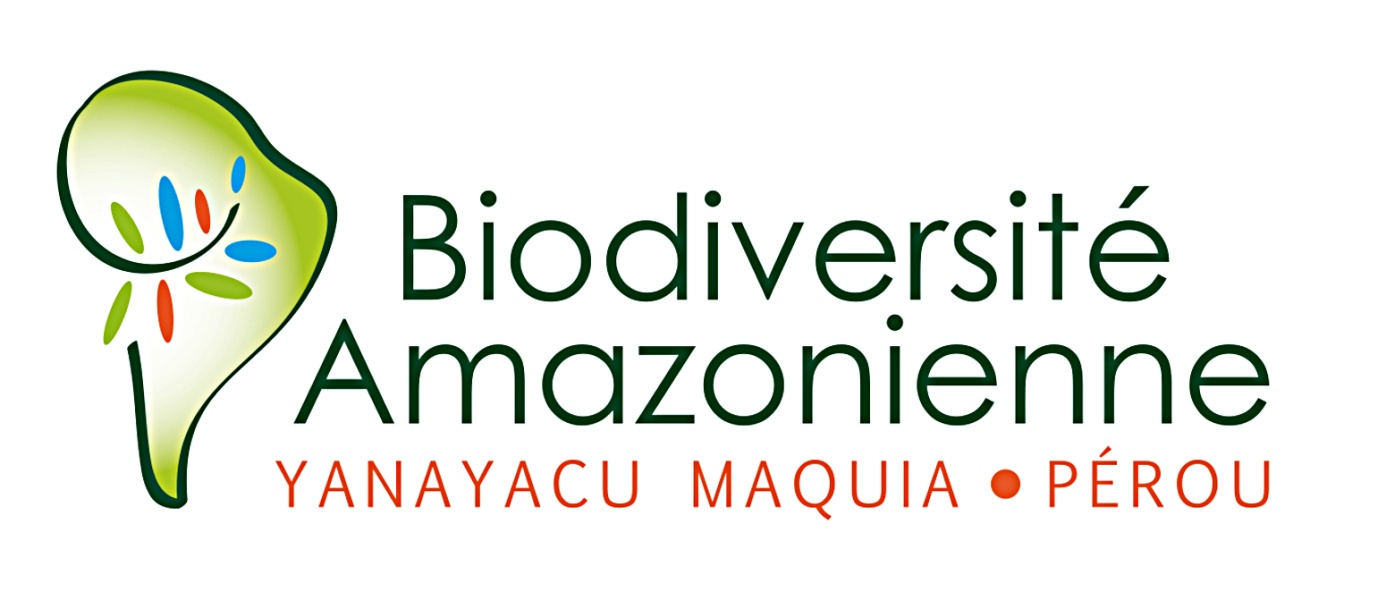 Biodiversité
Amazonienne
YANAYACU MAQUIA • PÉROU